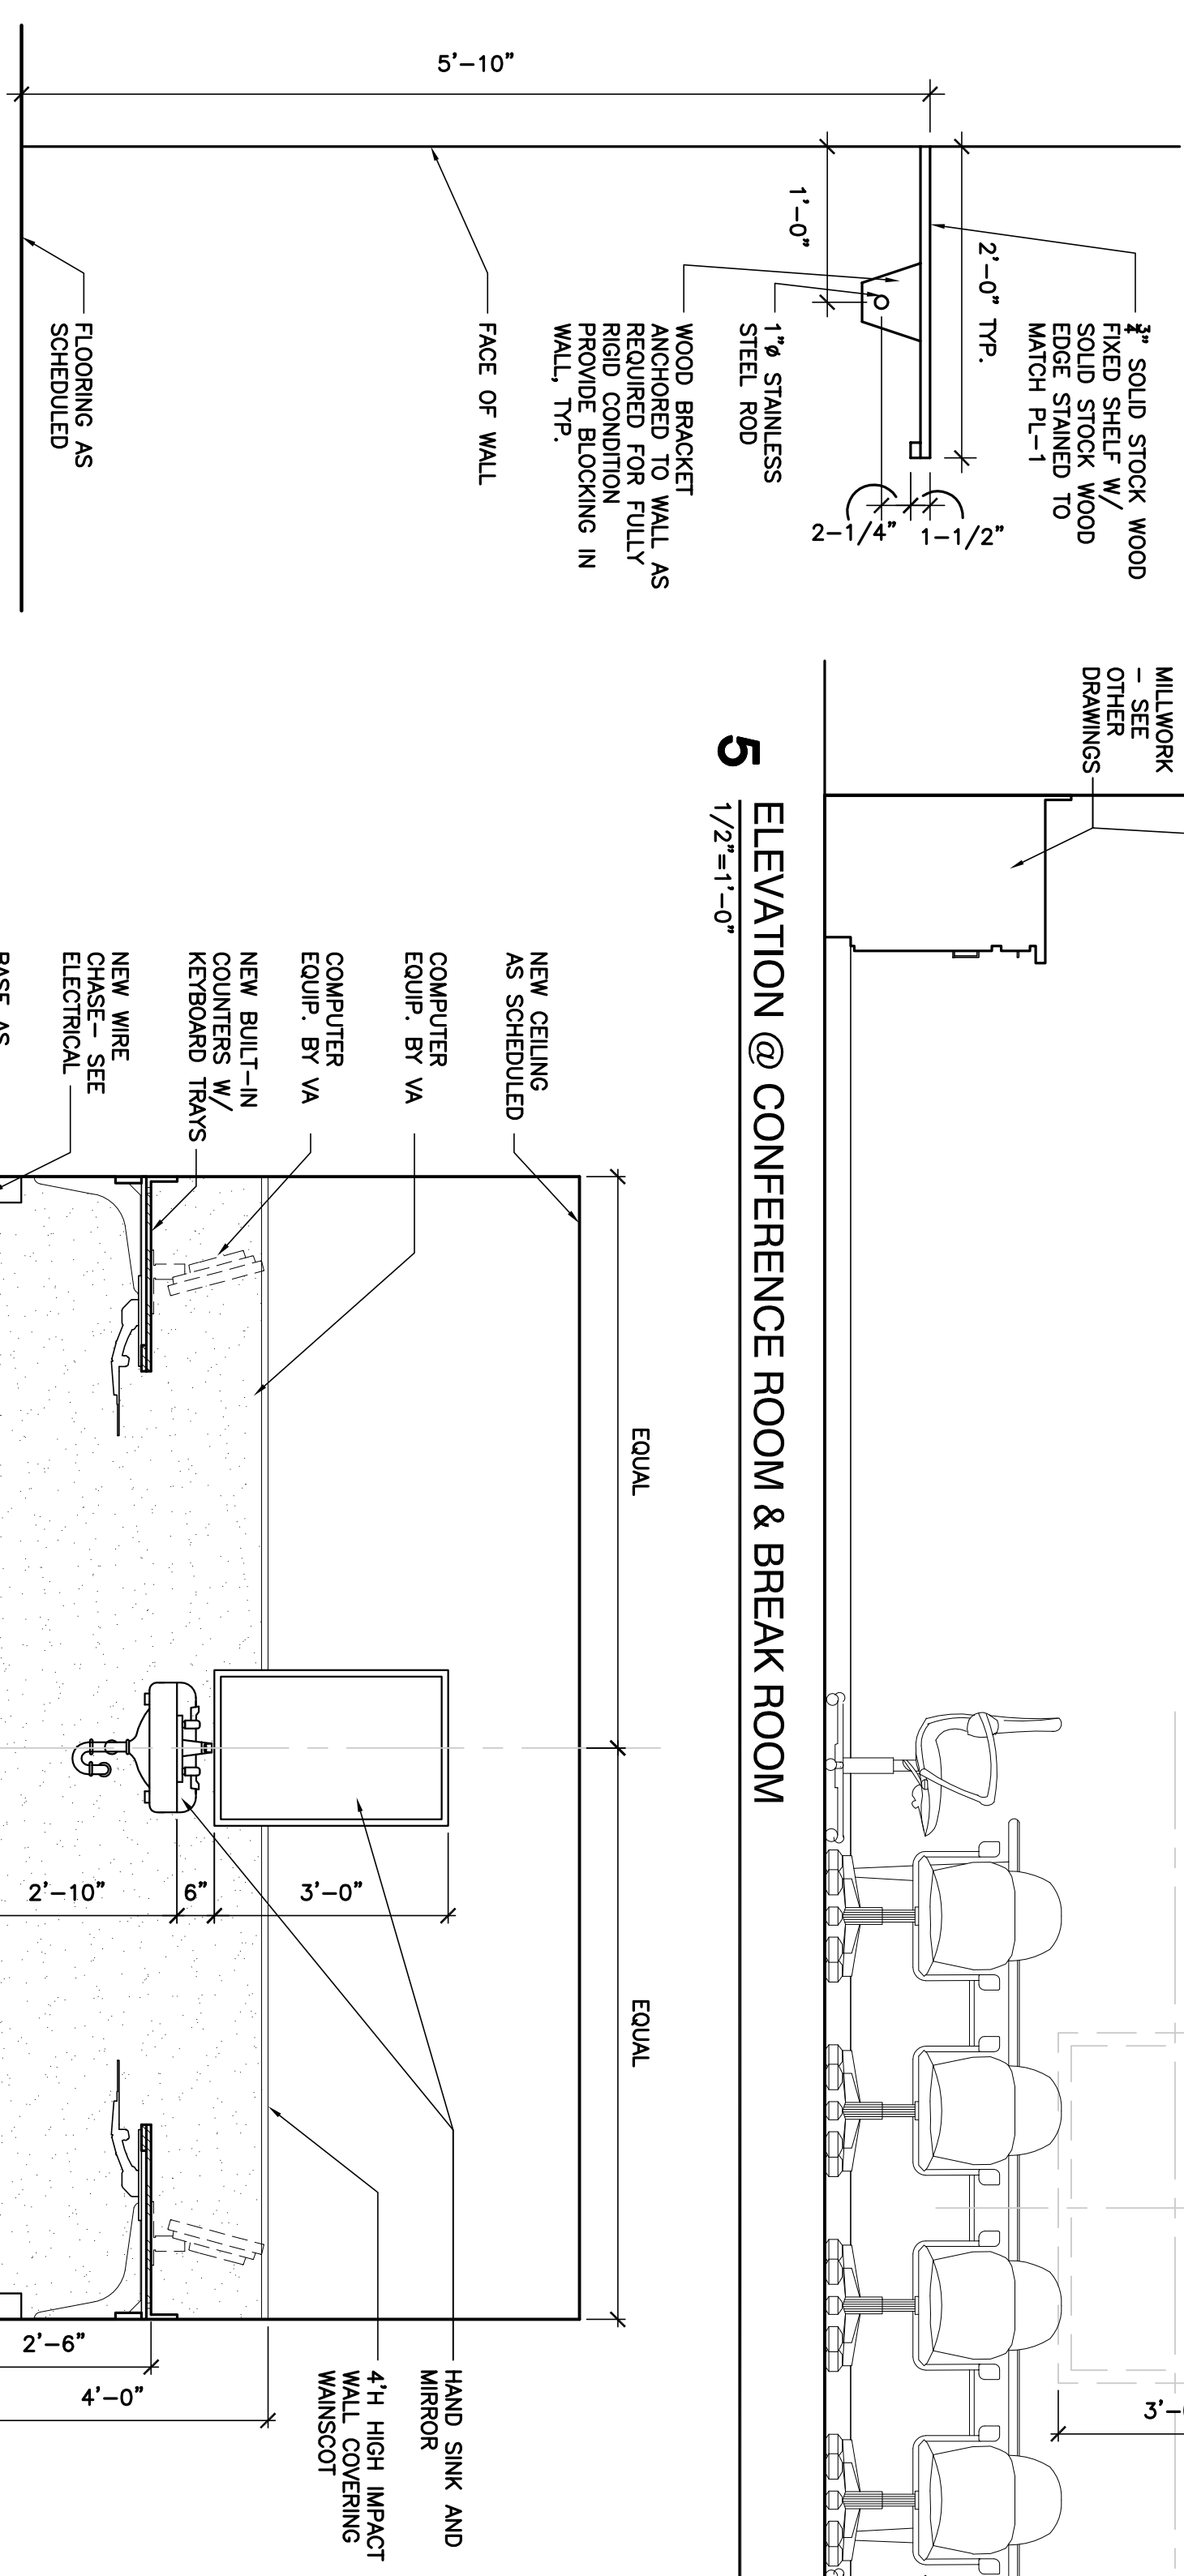 5'-10"
1'-0"
2'-0" TYP.
3/4" SOLID STOCK WOOD
FIXED SHELF W/
SOLID STOCK WOOD
EDGE STAINED TO
MATCH PL-1
1"ø STAINLESS
STEEL ROD
WOOD BRACKET
ANCHORED TO WALL AS
REQUIRED FOR FULLY
RIGID CONDITION
PROVIDE BLOCKING IN
WALL, TYP.
FACE OF WALL
FLOORING AS
SCHEDULED
2-1/4"
1-1/2"
MILLWORK
- SEE
OTHER
DRAWINGS
3'-
5
ELEVATION @ CONFERENCE ROOM & BREAK ROOM
1/2"=1'-0"
EQUAL
EQUAL
NEW CEILING
AS SCHEDULED
COMPUTER
EQUIP. BY VA
COMPUTER
EQUIP. BY VA
NEW BUILT-IN
COUNTERS W/
KEYBOARD TRAYS
NEW WIRE
CHASE- SEE
ELECTRICAL
BASE AS
2'-10"
6"
3'-0"
2'-6"
4'-0"
HAND SINK AND
MIRROR
4'H HIGH IMPACT
WALL COVERING
WAINSCOT